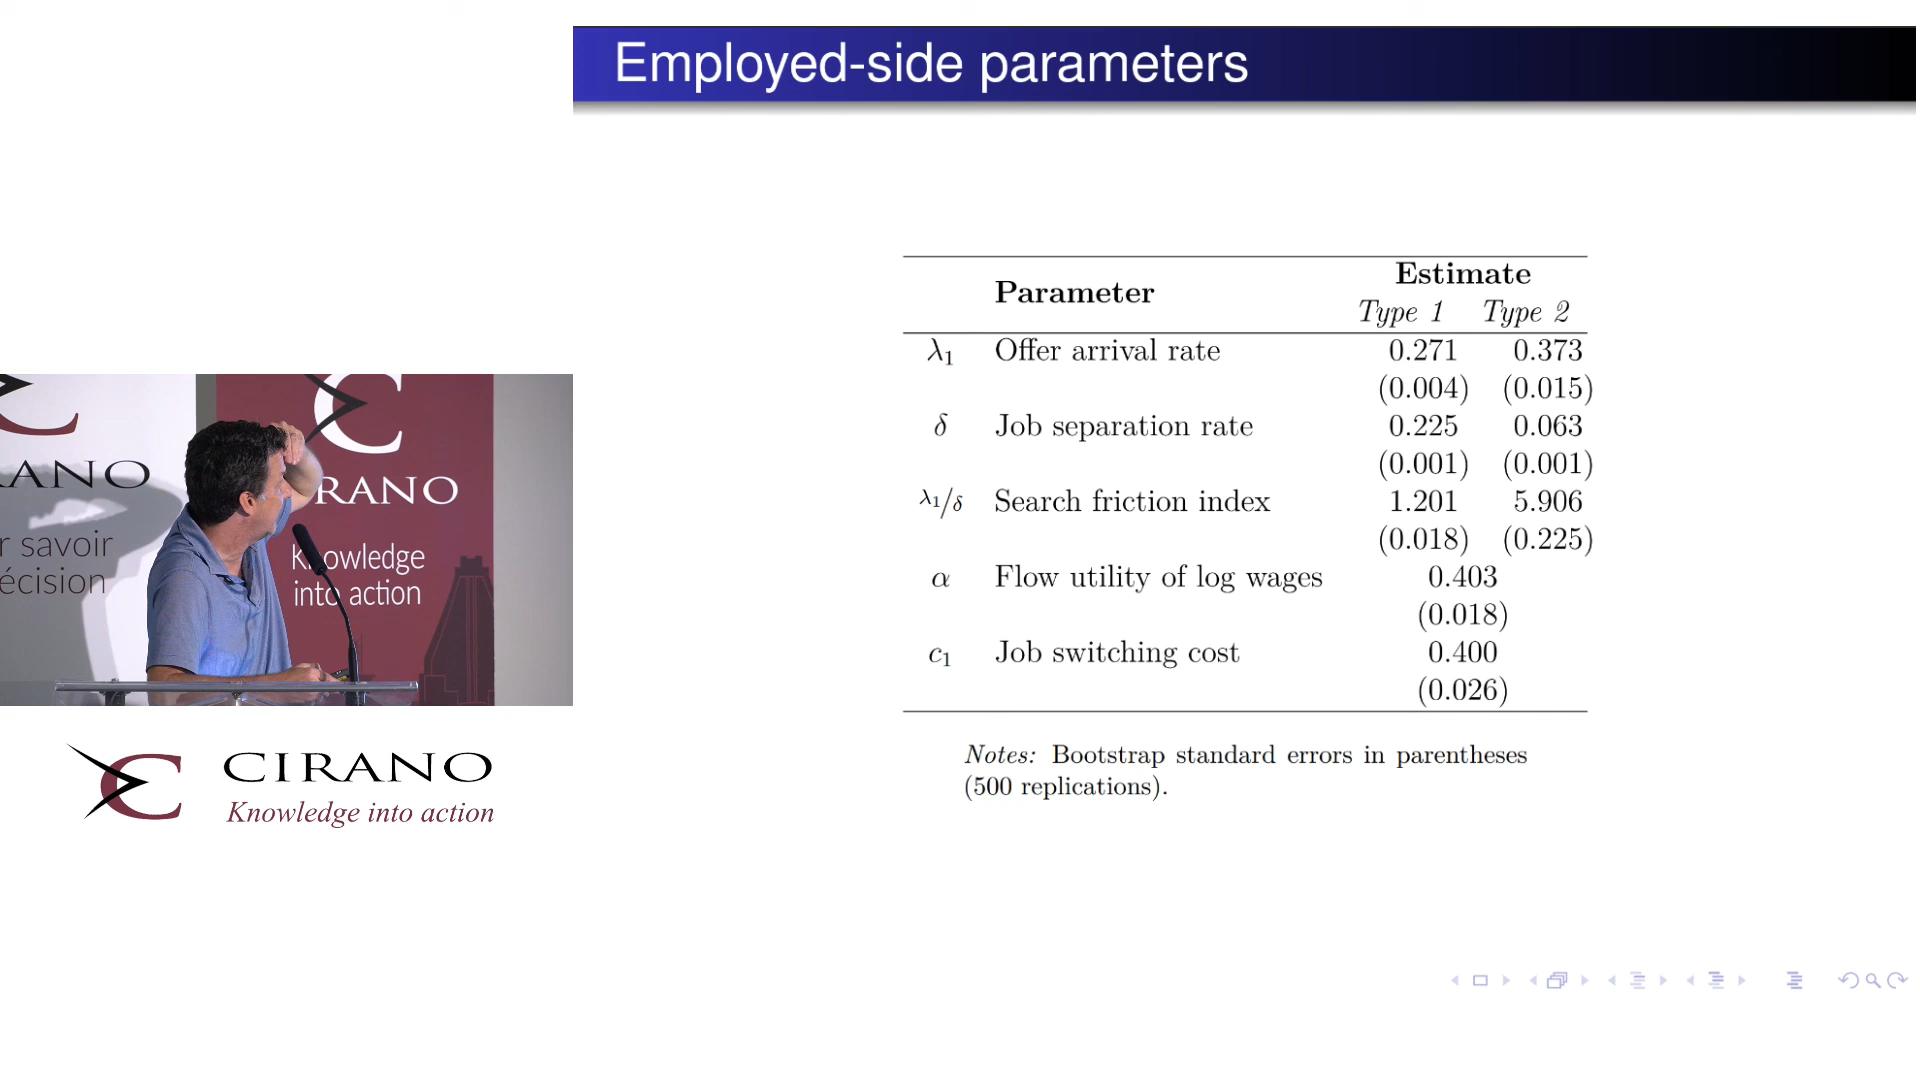 Employed-side parameters
Parameter Estimate
Type 1 Type 2
λ1 Offer arrival rate 0.271 0.373
(0.004) (0.015)
δ Job separation rate 0.225 0.063
(0.001) (0.001)
λ1/δ Search friction index 1.201 5.906
(0.018) (0.225)
α Flow utility of log wages 0.403
(0.018)
c1 Job switching cost 0.400
(0.026)
Notes: Bootstrap standard errors in parentheses
(500 replications).
ANO
r savoir
écision
RANO
Knowledge
into action
CIRANO
Knowledge into action